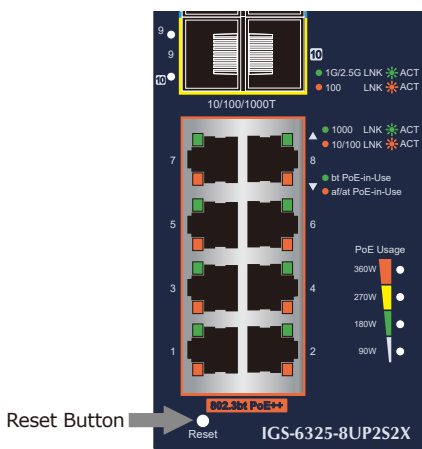 9
9
10
10
1G/2.5G LNK ACT
100 LNK ACT
10/100/1000T
1000 LNK ACT
10/100 LNK ACT
7
8
bt PoE-in-Use
af/at PoE-in-Use
5
6
PoE Usage
360W
270W
3
4
180W
90W
1
2
802.3bt PoE++
Reset Button
Reset
IGS-6325-8UP2S2X